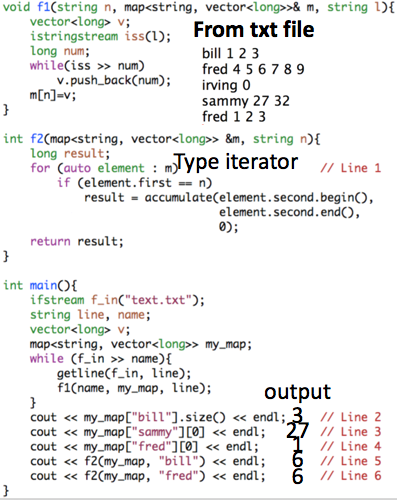 void f1(string n, map<string, vector<long>>& m, string l){
vector<long> v;
istringstream iss(l);
long num;
while(iss >> num)
v.push_back(num);
m[n]=v;
}
From txt file
bill 1 2 3
fred 4 5 6 7 8 9
irving 0
sammy 27 32
fred 1 2 3
int f2(map<string, vector<long>> &m, string n){
long result;
for (auto element : m) // Line 1
Type iterator
if (element.first == n)
result = accumulate(element.second.begin(),
element.second.end(),
0);
return result;
}
int main(){
ifstream f_in("text.txt");
string line, name;
vector<long> v;
map<string, vector<long>> my_map;
while (f_in >> name){
getline(f_in, line);
f1(name, my_map, line);
}
output
cout << my_map["bill"].size() << endl; 3 // Line 2
cout << my_map["sammy"][0] << endl; 27 // Line 3
cout << my_map["fred"][0] << endl; 1 // Line 4
cout << f2(my_map, "bill") << endl; 6 // Line 5
cout << f2(my_map, "fred") << endl; 6 // Line 6
}